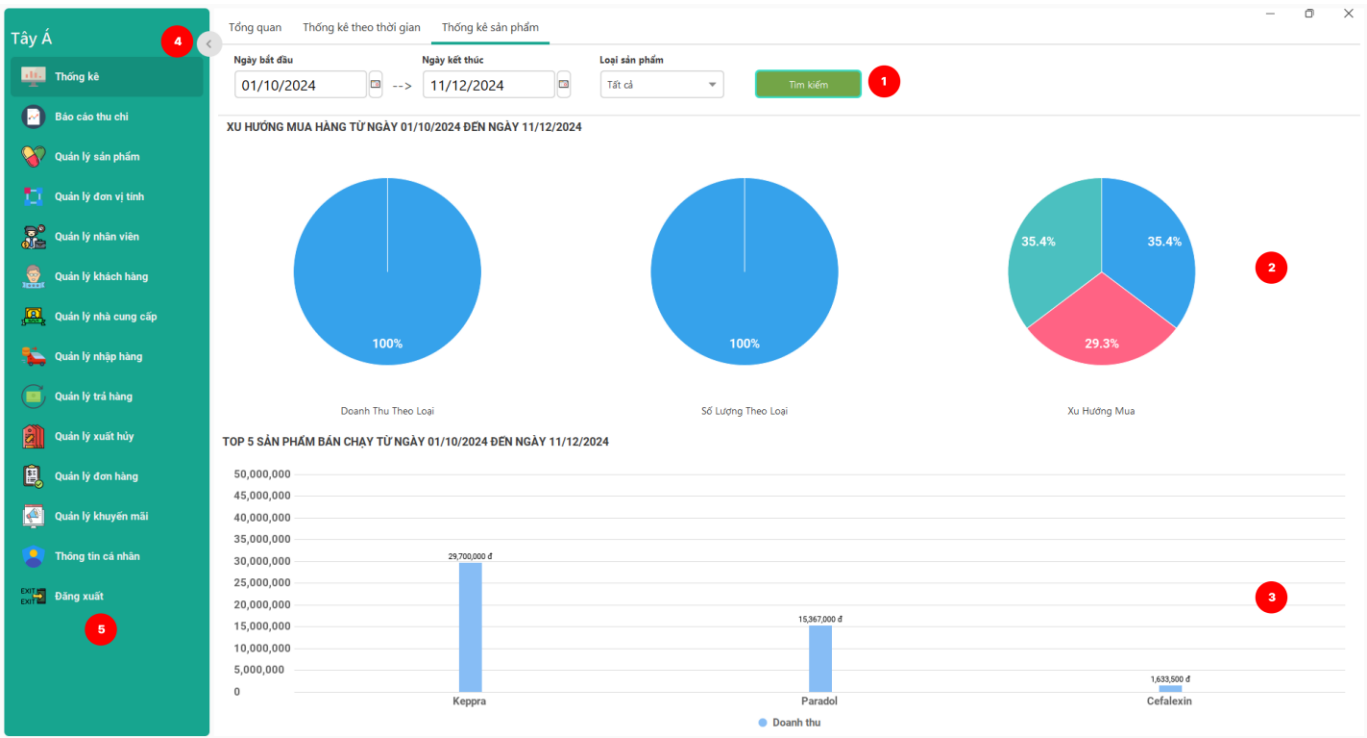 Tây Á
4
Thống kê
Báo cáo thu chi
Quản lý sản phẩm
Quản lý đơn vị tính
Quản lý nhân viên
Quản lý khách hàng
Quản lý nhà cung cấp
Quản lý nhập hàng
Quản lý trả hàng
Quản lý xuất hủy
Quản lý đơn hàng
Quản lý khuyến mãi
Thông tin cá nhân
EXIT
EXIT
Đăng xuất
5
Tổng quan Thống kê theo thời gian Thống kê sản phẩm
Ngày bắt đầu Ngày kết thúc Loại sản phẩm
01/10/2024 --> 11/12/2024 Tất cả Tìm kiếm 1
XU HƯỚNG MUA HÀNG TỪ NGÀY 01/10/2024 ĐẾN NGÀY 11/12/2024
35.4% 35.4%
2
100% 100% 29.3%
Doanh Thu Theo Loại Số Lượng Theo Loại Xu Hướng Mua
TOP 5 SẢN PHẨM BÁN CHẠY TỪ NGÀY 01/10/2024 ĐẾN NGÀY 11/12/2024
50,000,000
45,000,000
40,000,000
35,000,000
30,000,000
25,000,000
20,000,000
15,000,000
10,000,000
5,000,000
0
29,700,000 đ
15,367,000 đ
1,633,500 đ
3
Keppra Paradol Cefalexin
Doanh thu